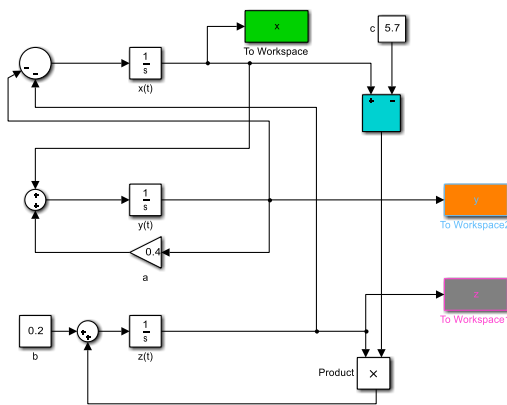 x
To Workspace
c
5.7
1
s
x(t)
- -
+ -
1
s
y(t)
+
+
y
To Workspace2
0.4
a
z
To Workspace1
0.2
b
+
+
1
s
z(t)
Product
×